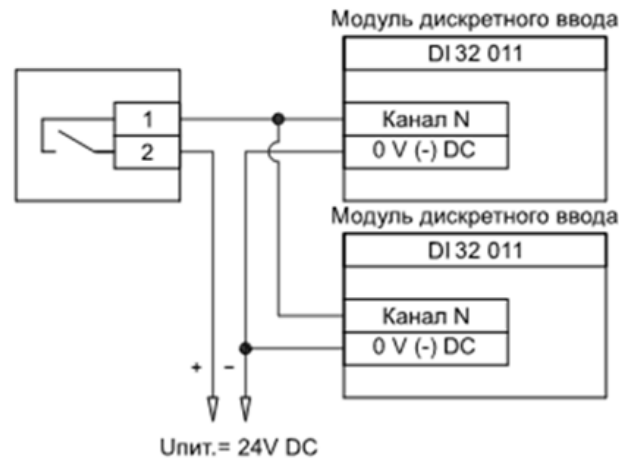 Модуль дискретного ввода
DI 32 011
1
Канал N
2
0 V (-) DC
Модуль дискретного ввода
DI 32 011
Канал N
0 V (-) DC
+ –
Uпит.= 24V DC